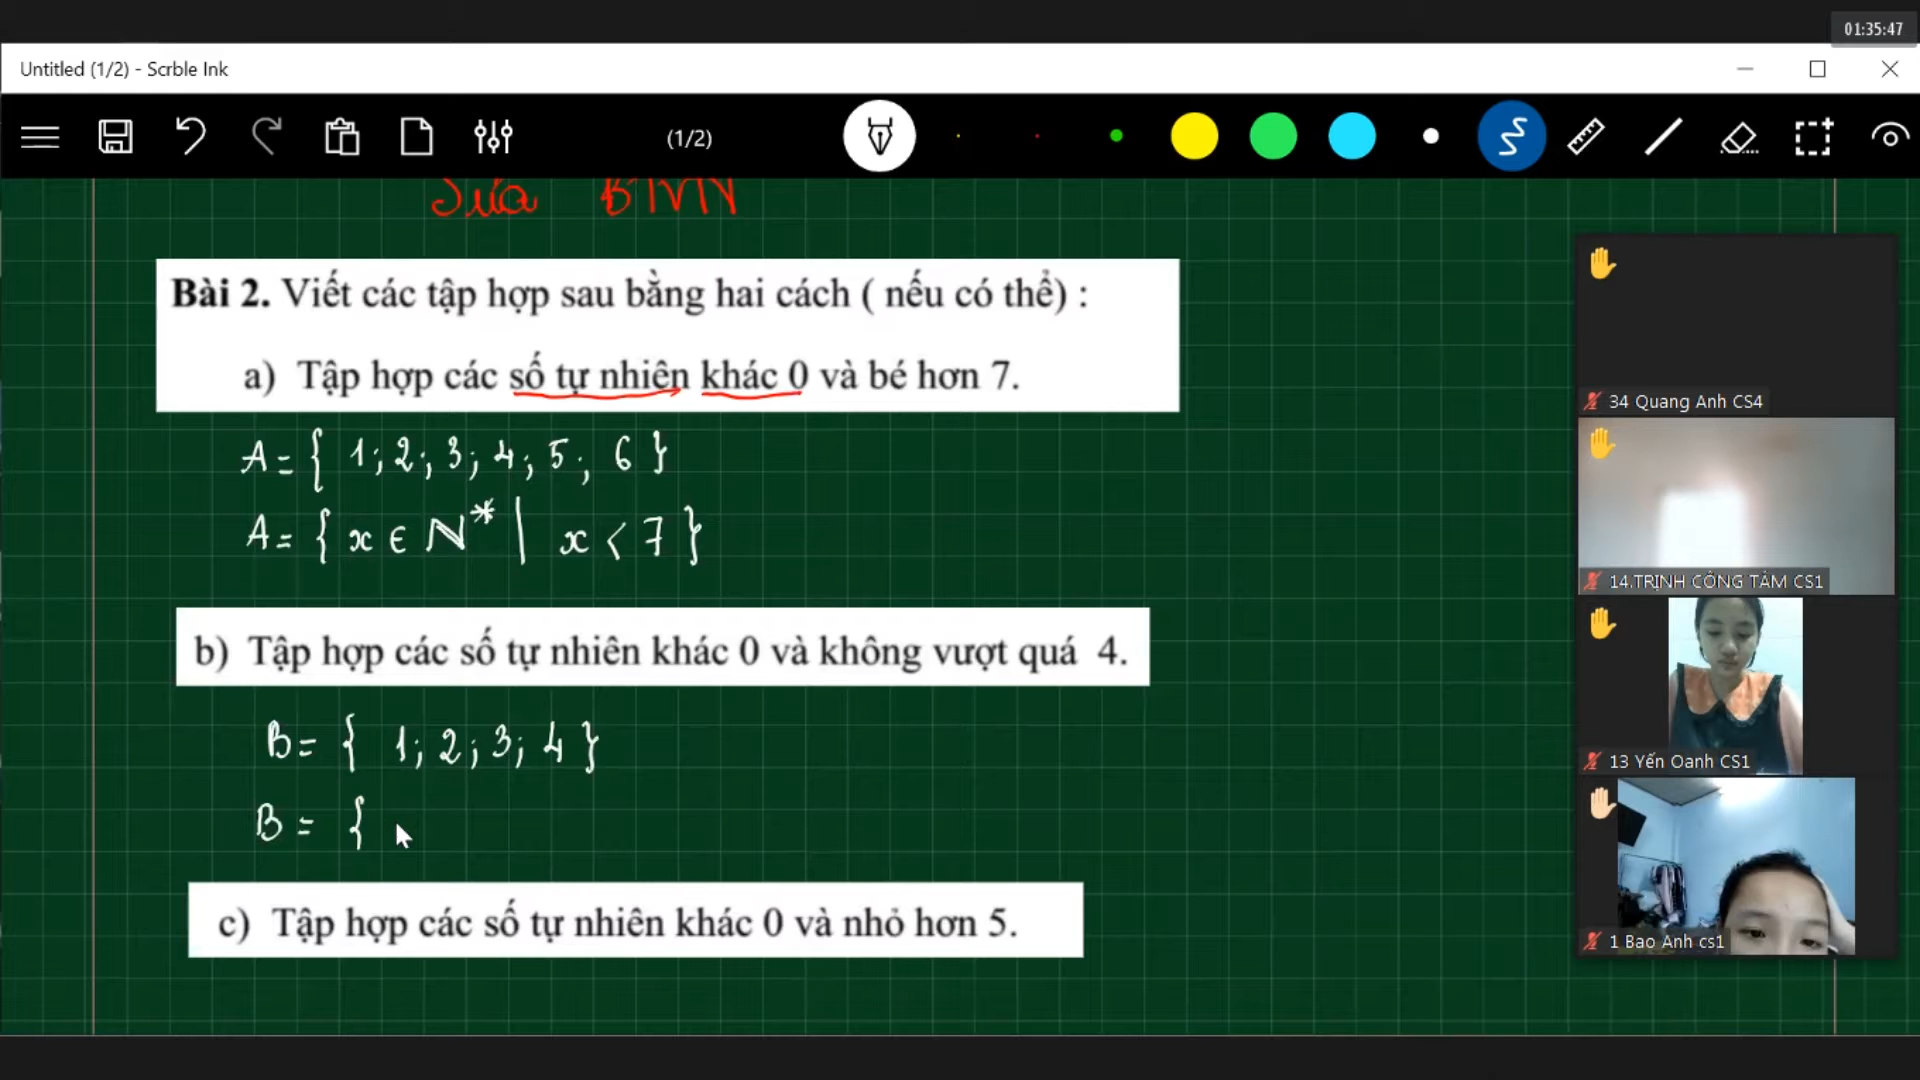 01:35:47
Untitled (1/2) - Scrble Ink
(1/2)
Sửa BTVN
Bài 2. Viết các tập hợp sau bằng hai cách ( nếu có thể) :
a) Tập hợp các số tự nhiên khác 0 và bé hơn 7.
A = { 1; 2; 3; 4; 5; 6 }
A = { x ∈ N* | x < 7 }
b) Tập hợp các số tự nhiên khác 0 và không vượt quá 4.
B = { 1; 2; 3; 4 }
B = {
c) Tập hợp các số tự nhiên khác 0 và nhỏ hơn 5.
34 Quang Anh CS4
14.TRỊNH CÔNG TÂM CS1
13 Yến Oanh CS1
1 Bao Anh cs1